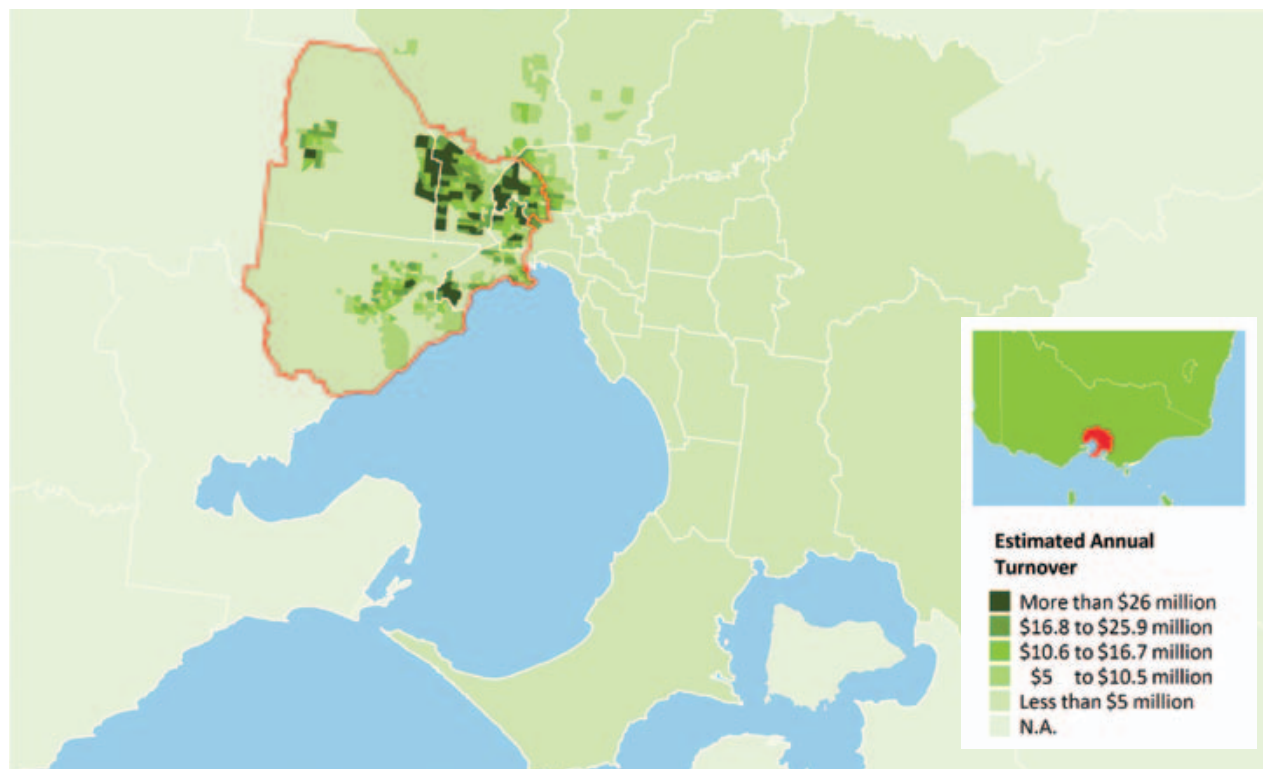 Estimated Annual
Turnover
More than $26 million
$16.8 to $25.9 million
$10.6 to $16.7 million
$5 to $10.5 million
Less than $5 million
N.A.